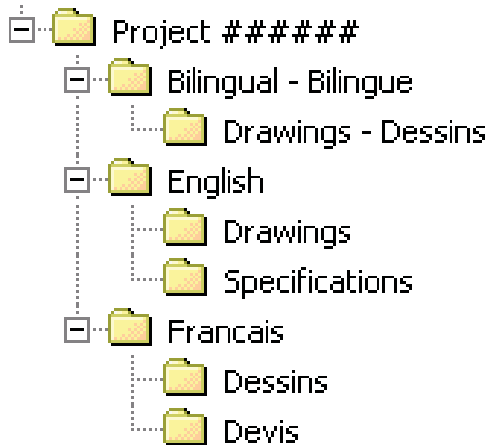 Project ######
Bilingual - Bilingue
Drawings - Dessins
English
Drawings
Specifications
Francais
Dessins
Devis